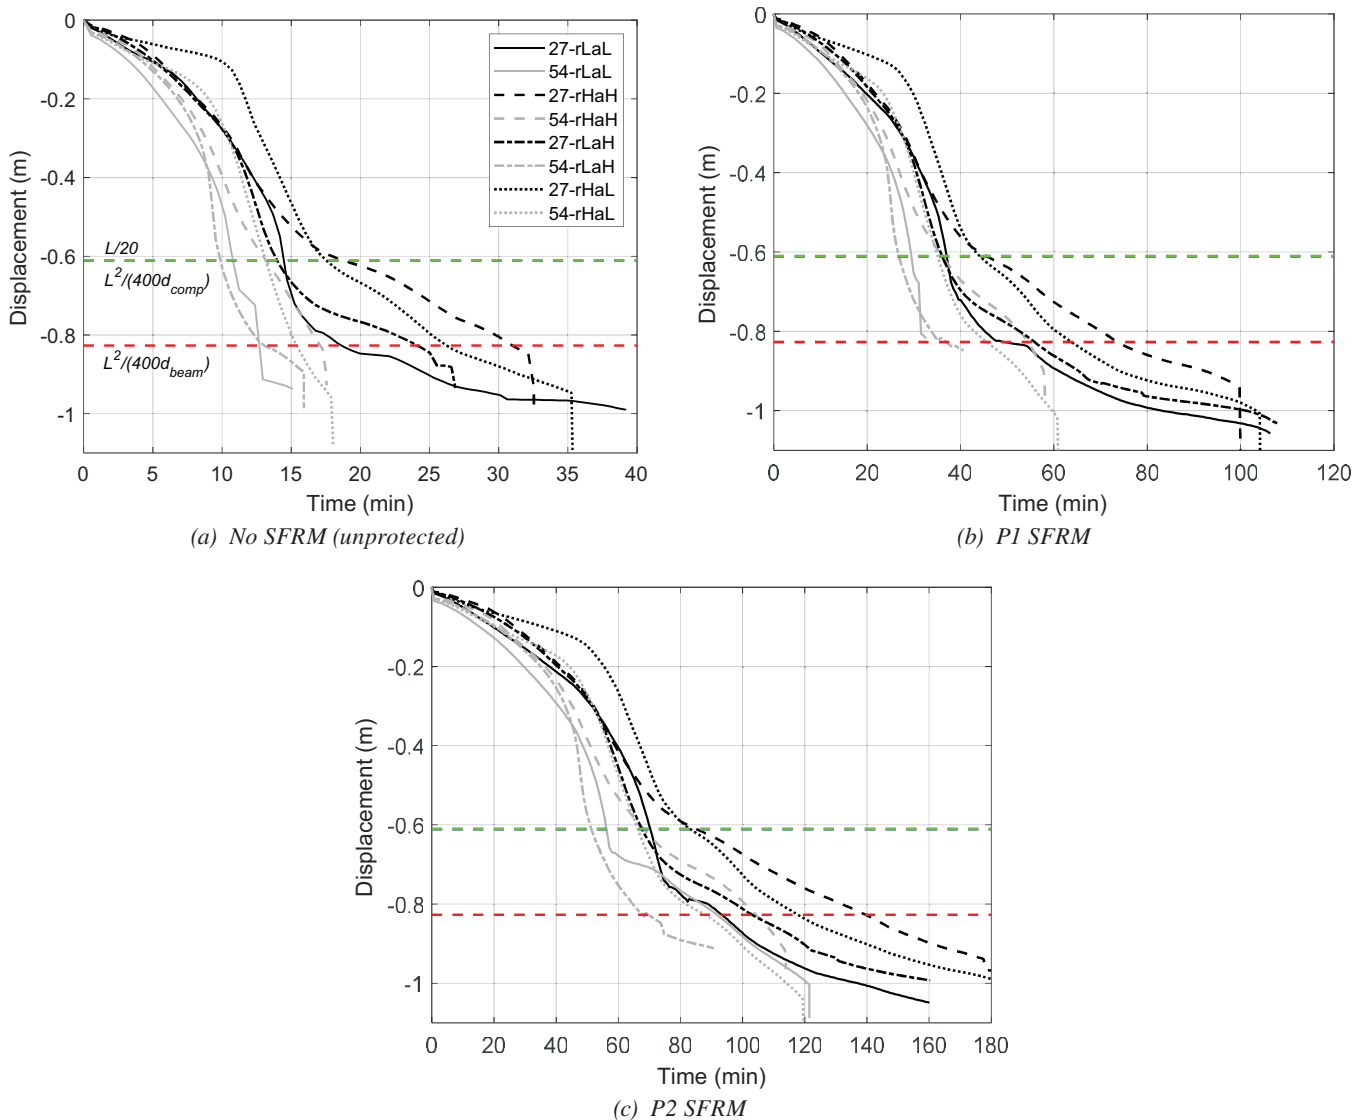 0
-0.2
-0.4
-0.6
-0.8
-1
Displacement (m)
27-rLaL
54-rLaL
27-rHaH
54-rHaH
27-rLaH
54-rLaH
27-rHaL
54-rHaL
L/20
L²/(400d_comp)
L²/(400d_beam)
0 5 10 15 20 25 30 35 40
Time (min)
(a) No SFRM (unprotected)
0
-0.2
-0.4
-0.6
-0.8
-1
Displacement (m)
0 20 40 60 80 100 120
Time (min)
(b) P1 SFRM
0
-0.2
-0.4
-0.6
-0.8
-1
Displacement (m)
0 20 40 60 80 100 120 140 160 180
Time (min)
(c) P2 SFRM